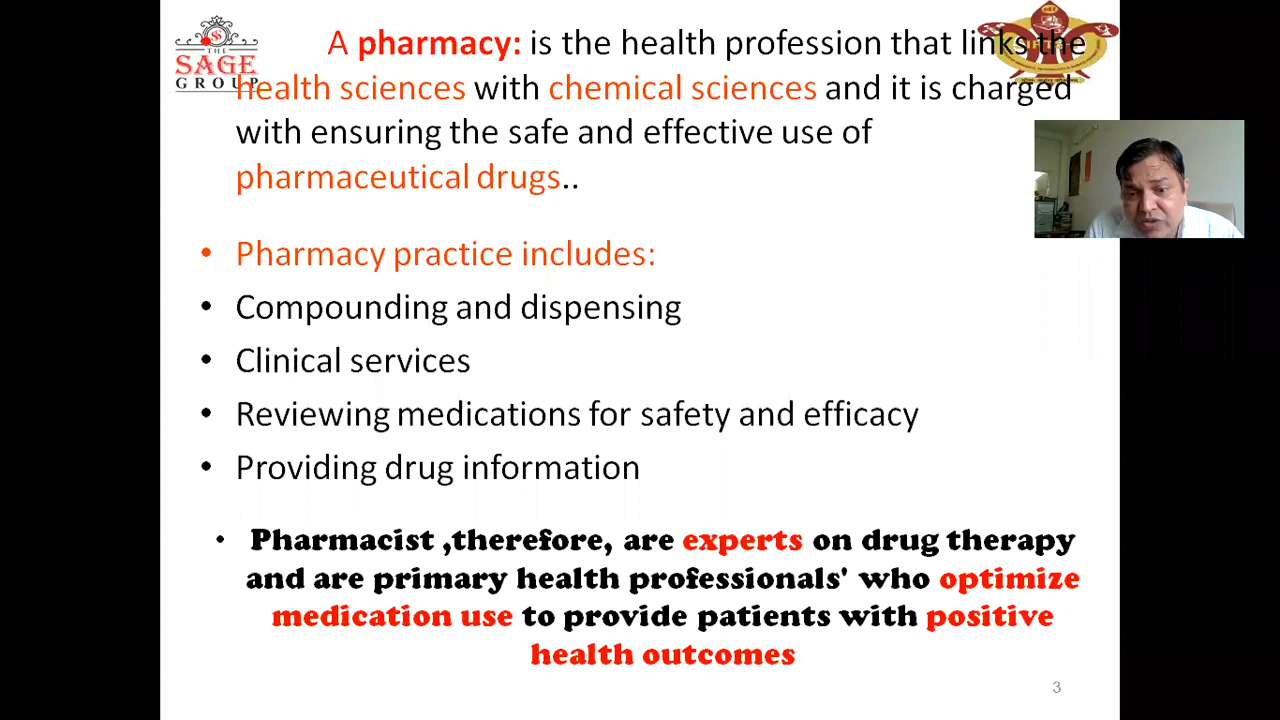 THE
SAGE
GROUP
A pharmacy: is the health profession that links the
health sciences with chemical sciences and it is charged
with ensuring the safe and effective use of
pharmaceutical drugs..
• Pharmacy practice includes:
• Compounding and dispensing
• Clinical services
• Reviewing medications for safety and efficacy
• Providing drug information
• Pharmacist ,therefore, are experts on drug therapy
and are primary health professionals' who optimize
medication use to provide patients with positive
health outcomes
3